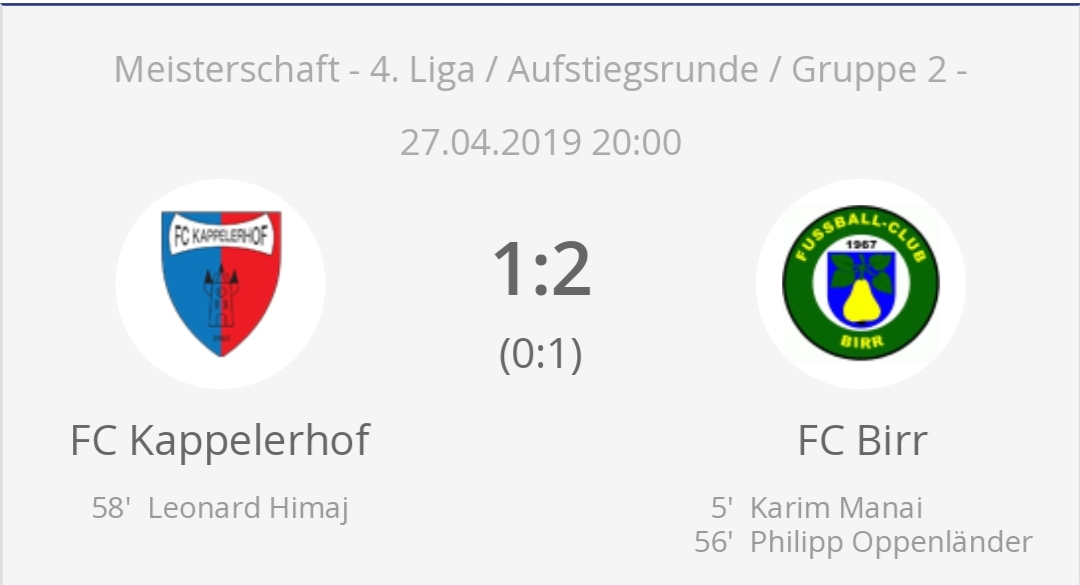 Meisterschaft - 4. Liga / Aufstiegsrunde / Gruppe 2 -
27.04.2019 20:00
FC KAPPELERHOF
FUSSBALL-CLUB
1967
BIRR
1:2
(0:1)
FC Kappelerhof
FC Birr
58' Leonard Himaj
5' Karim Manai
56' Philipp Oppenländer